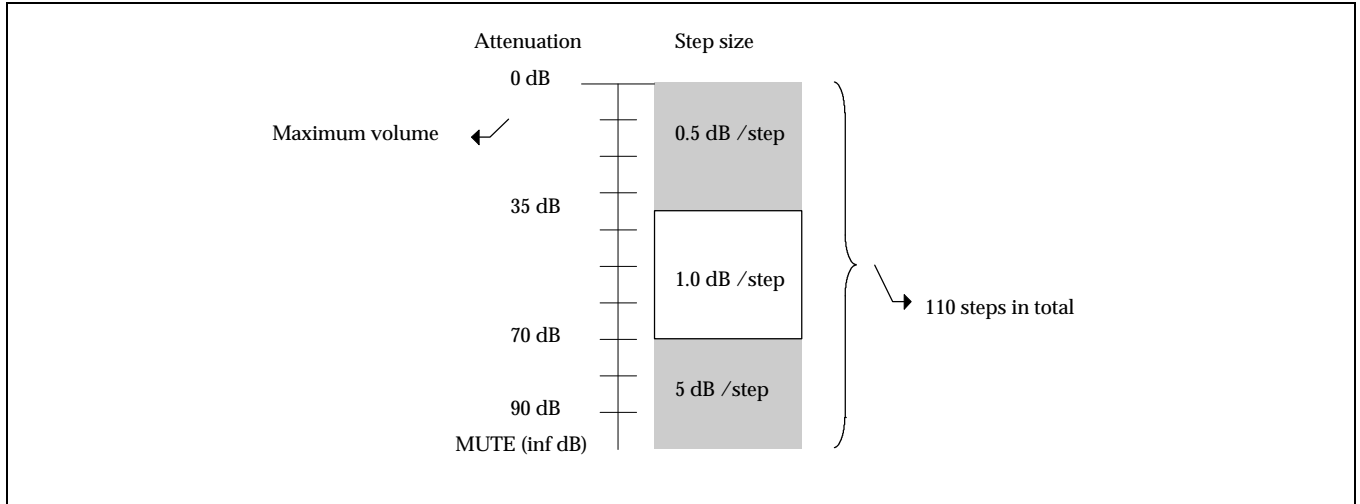 Attenuation Step size
0 dB
Maximum volume
0.5 dB /step
35 dB
1.0 dB /step
110 steps in total
70 dB
5 dB /step
90 dB
MUTE (inf dB)